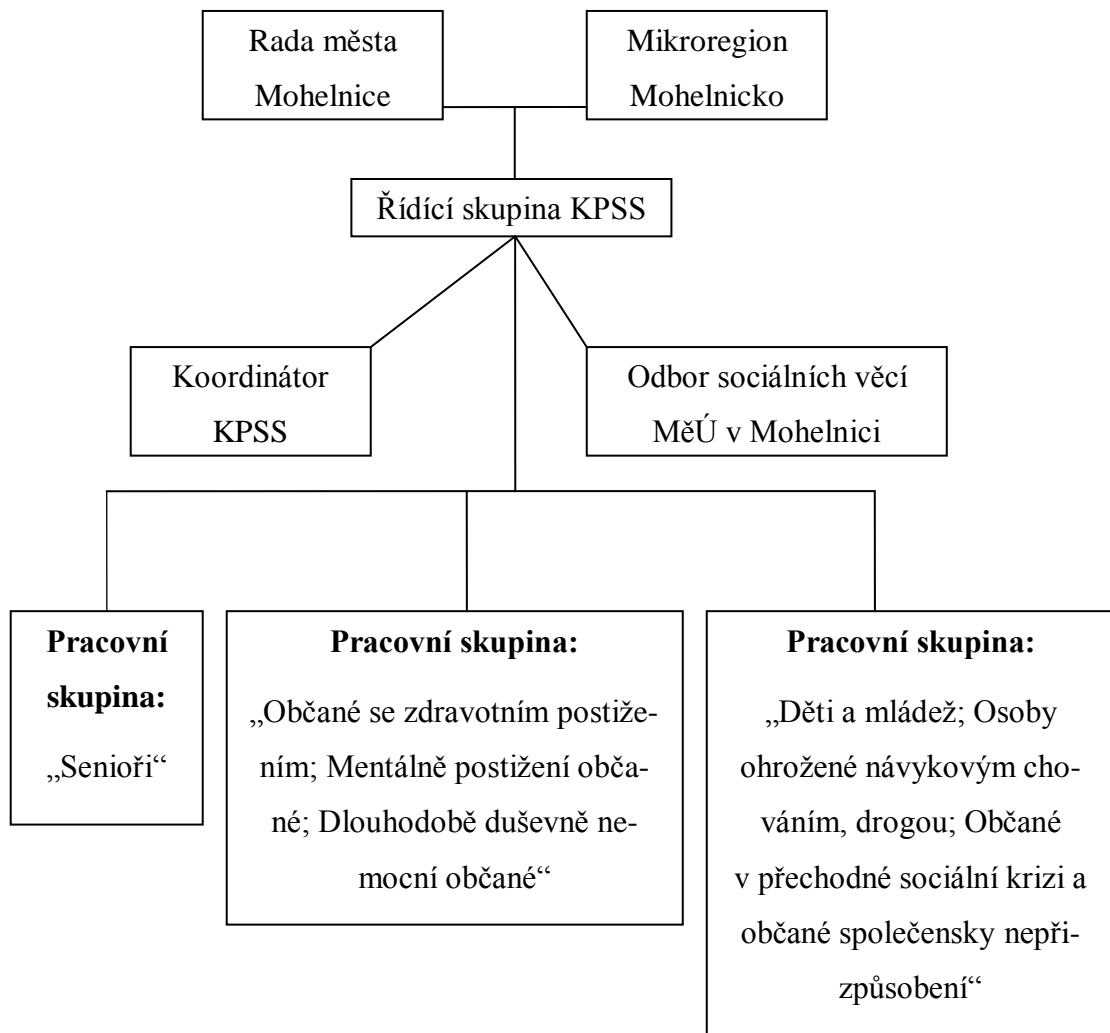 Rada města
Mohelnice
Mikroregion
Mohelnicko
Řídící skupina KPSS
Koordinátor
KPSS
Odbor sociálních věcí
MěÚ v Mohelnici
Pracovní
skupina:
„Senioři“
Pracovní skupina:
„Občané se zdravotním postiže-
ním; Mentálně postižení obča-
né; Dlouhodobě duševně ne-
mocní občané“
Pracovní skupina:
„Děti a mládež; Osoby
ohrožené návykovým cho-
váním, drogou; Občané
v přechodné sociální krizi a
občané společensky nepři-
způsobení“